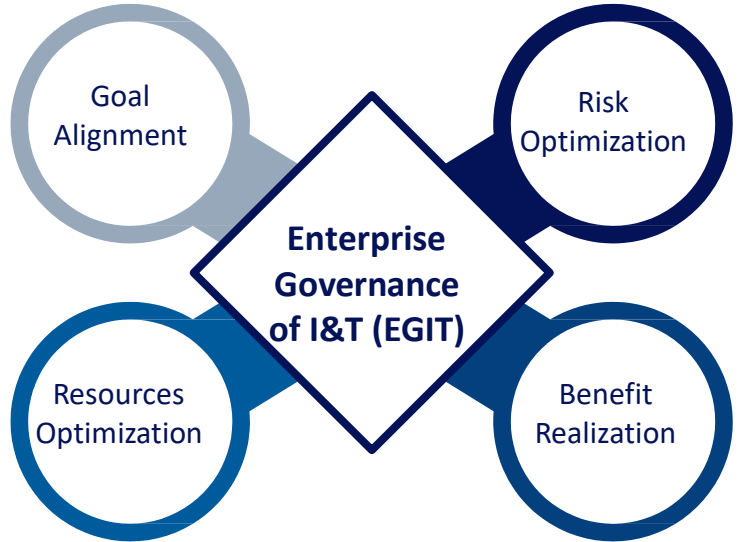 Goal
Alignment
Risk
Optimization
Enterprise
Governance
of I&T (EGIT)
Resources
Optimization
Benefit
Realization